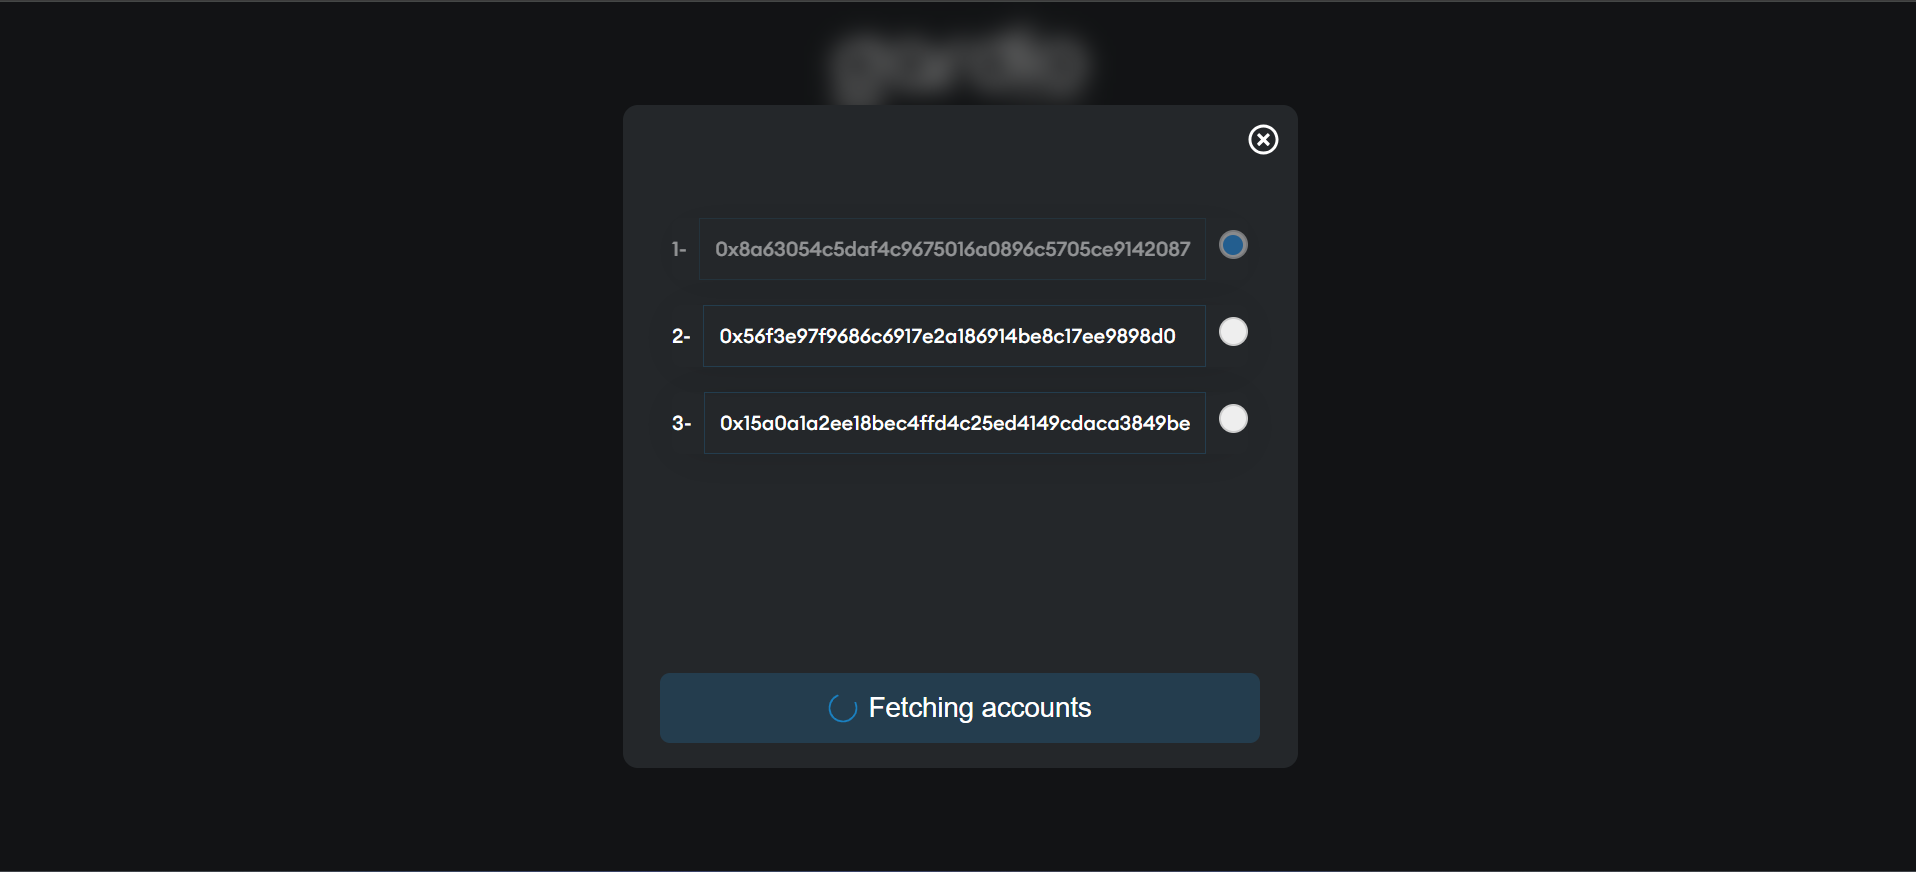 1- 0x8a63054c5daf4c9675016a0896c5705ce9142087
2- 0x56f3e97f9686c6917e2a186914be8c17ee9898d0
3- 0x15a0a1a2ee18bec4ffd4c25ed4149cdaca3849be
Fetching accounts